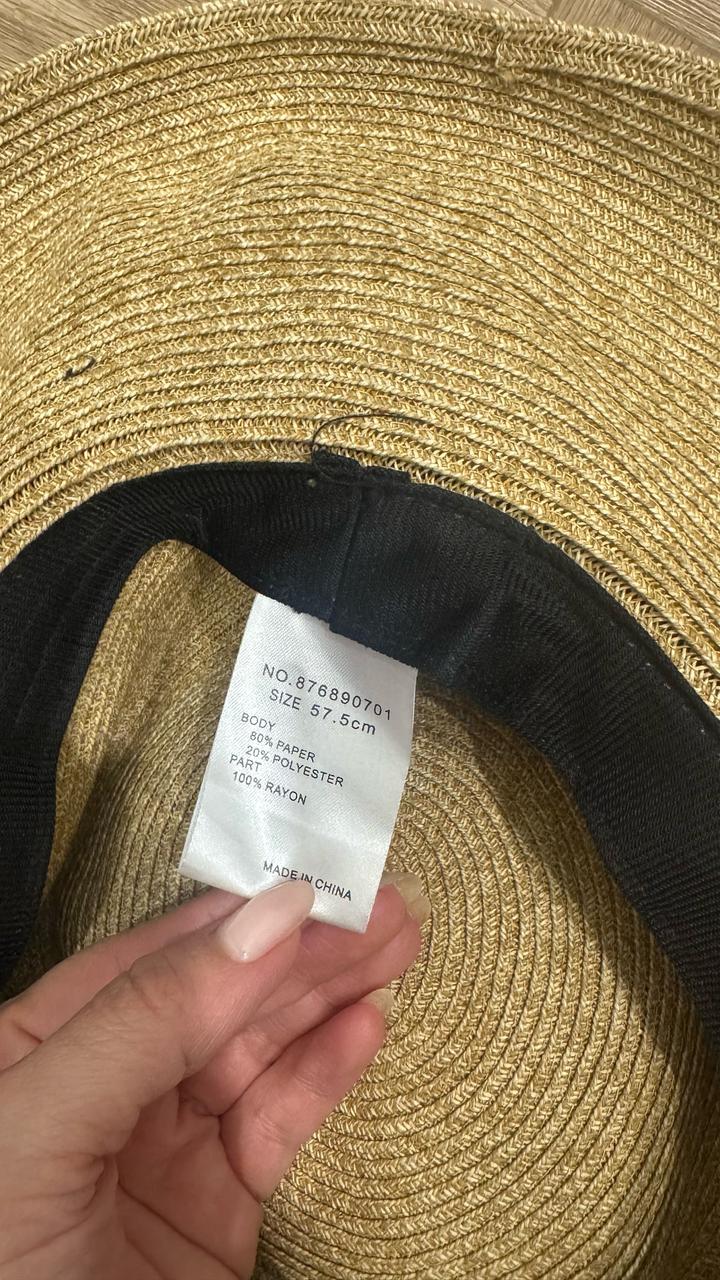 NO.876890701
SIZE 57.5cm
BODY
80% PAPER
20% POLYESTER
PART
100% RAYON
MADE IN CHINA